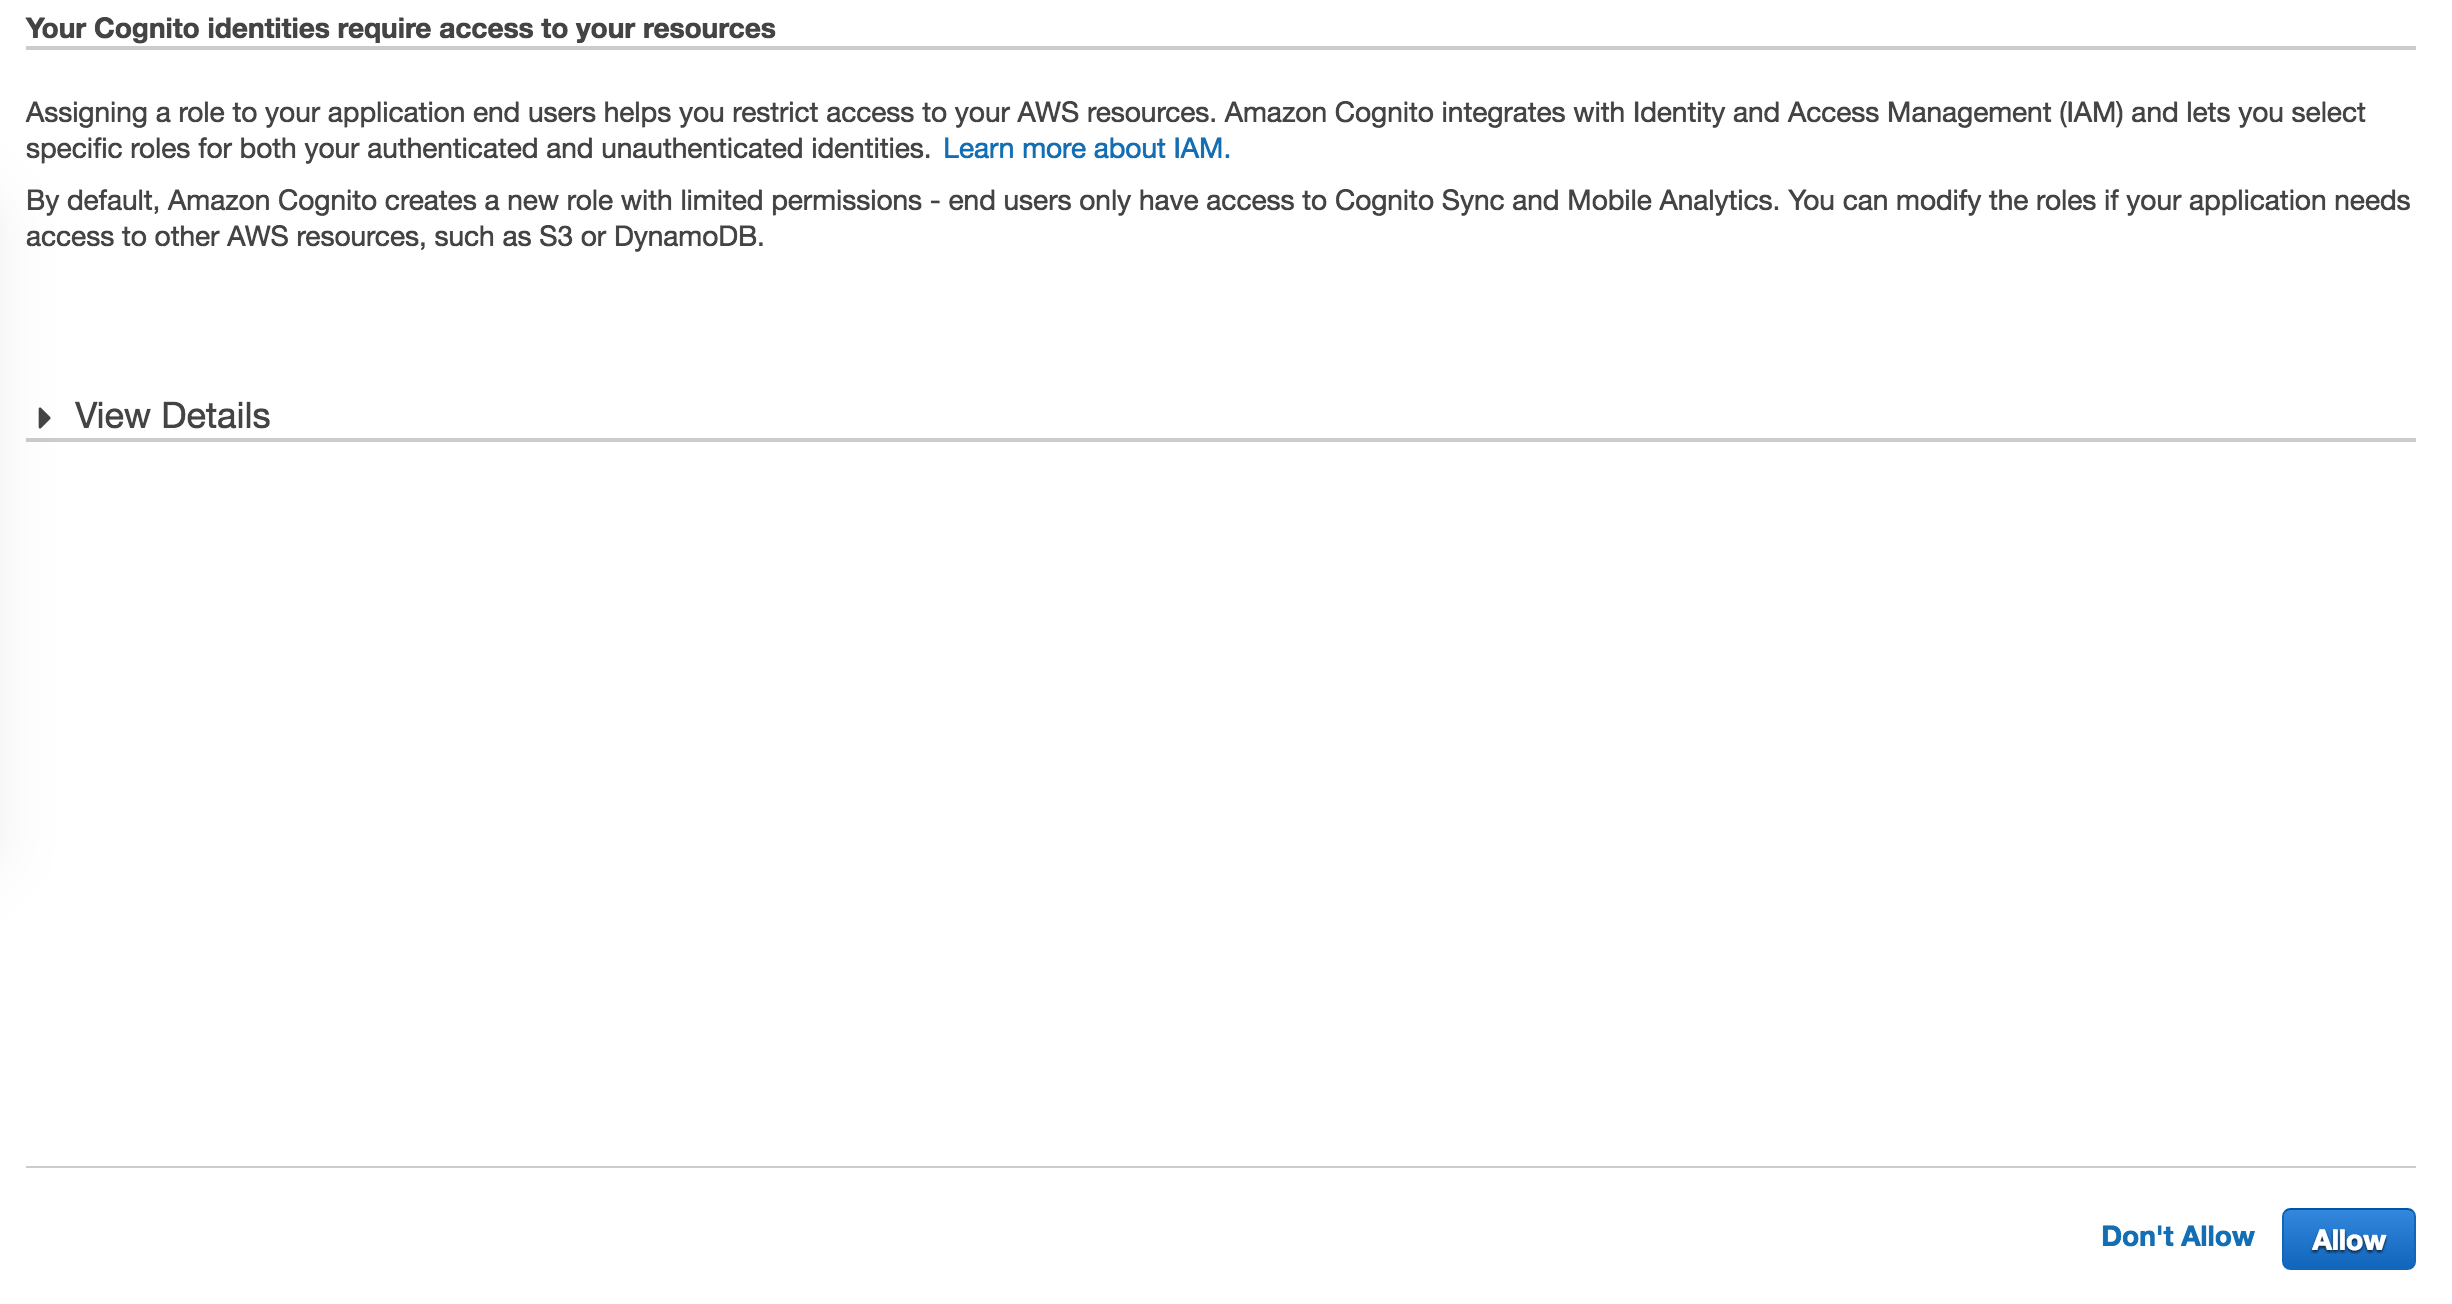 Your Cognito identities require access to your resources
Assigning a role to your application end users helps you restrict access to your AWS resources. Amazon Cognito integrates with Identity and Access Management (IAM) and lets you select
specific roles for both your authenticated and unauthenticated identities. Learn more about IAM.
By default, Amazon Cognito creates a new role with limited permissions - end users only have access to Cognito Sync and Mobile Analytics. You can modify the roles if your application needs
access to other AWS resources, such as S3 or DynamoDB.
View Details
Don't Allow Allow